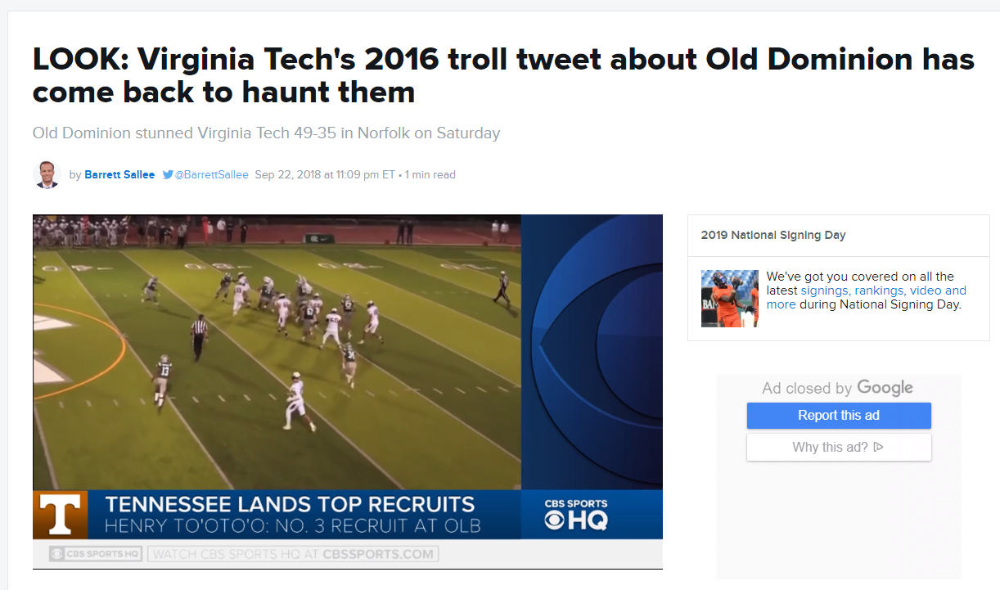 LOOK: Virginia Tech's 2016 troll tweet about Old Dominion has
come back to haunt them
Old Dominion stunned Virginia Tech 49-35 in Norfolk on Saturday
by Barrett Sallee @BarrettSallee Sep 22, 2018 at 11:09 pm ET • 1 min read
13
34
T
TENNESSEE LANDS TOP RECRUITS
HENRY TO'OTO'O: NO. 3 RECRUIT AT OLB
CBS SPORTS
HQ
CBS SPORTS HQ
WATCH CBS SPORTS HQ AT CBSSPORTS.COM
2019 National Signing Day
We've got you covered on all the
latest signings, rankings, video and
more during National Signing Day.
Ad closed by Google
Report this ad
Why this ad?